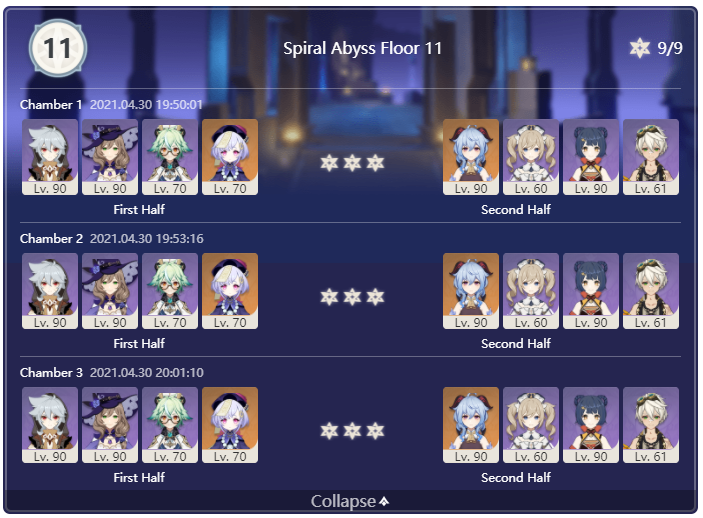 11
Spiral Abyss Floor 11
9/9
Chamber 1 2021.04.30 19:50:01
Lv. 90 Lv. 90 Lv. 70 Lv. 70 Lv. 90 Lv. 60 Lv. 90 Lv. 61
First Half Second Half
Chamber 2 2021.04.30 19:53:16
Lv. 90 Lv. 90 Lv. 70 Lv. 70 Lv. 90 Lv. 60 Lv. 90 Lv. 61
First Half Second Half
Chamber 3 2021.04.30 20:01:10
Lv. 90 Lv. 90 Lv. 70 Lv. 70 Lv. 90 Lv. 60 Lv. 90 Lv. 61
First Half Second Half
Collapse